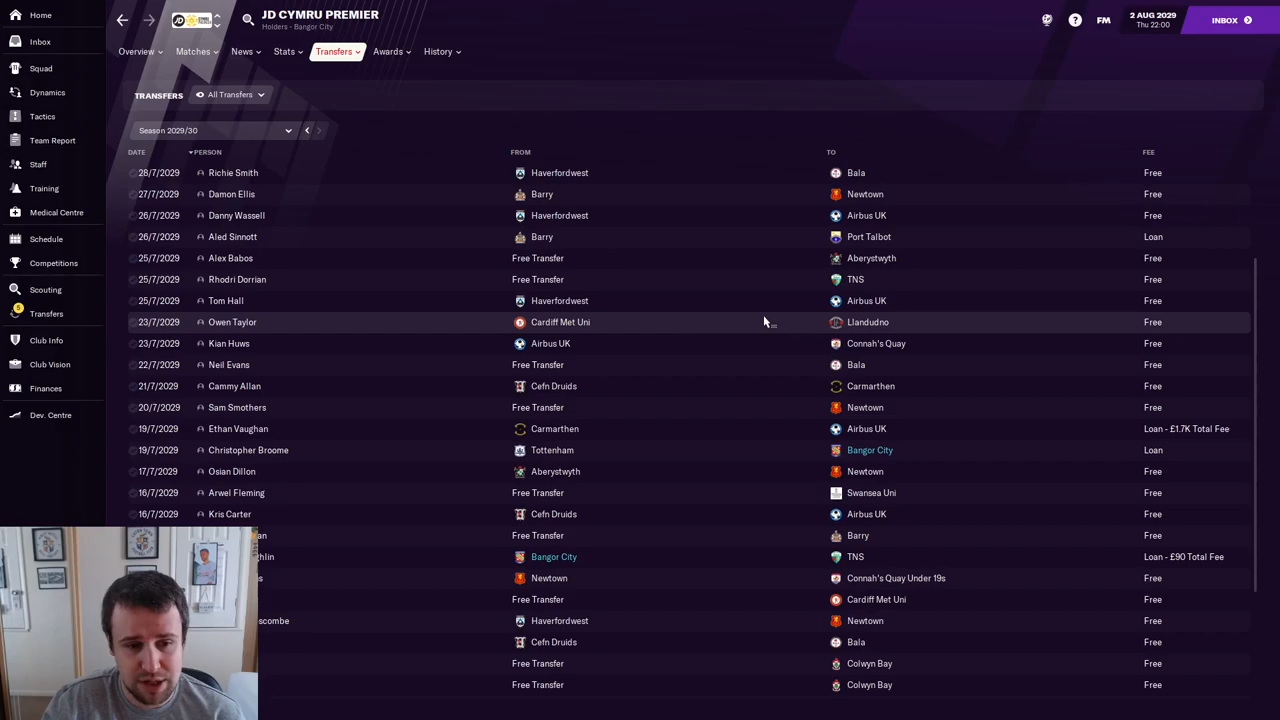 JD CYMRU PREMIER
Holders - Bangor City
FM
2 AUG 2029
Thu 22:00
INBOX
Home
Inbox
Squad
Dynamics
Tactics
Team Report
Staff
Training
Medical Centre
Schedule
Competitions
Scouting
5
Transfers
Club Info
Club Vision
Finances
Dev. Centre
Overview Matches News Stats Transfers Awards History
TRANSFERS All Transfers
Season 2029/30
DATE PERSON FROM TO FEE
28/7/2029 Richie Smith Haverfordwest Bala Free
27/7/2029 Damon Ellis Barry Newtown Free
26/7/2029 Danny Wassell Haverfordwest Airbus UK Free
26/7/2029 Aled Sinnott Barry Port Talbot Loan
25/7/2029 Alex Babos Free Transfer Aberystwyth Free
25/7/2029 Rhodri Dorrian Free Transfer TNS Free
25/7/2029 Tom Hall Haverfordwest Airbus UK Free
23/7/2029 Owen Taylor Cardiff Met Uni Llandudno Free
23/7/2029 Kian Huws Airbus UK Connah's Quay Free
22/7/2029 Neil Evans Free Transfer Bala Free
21/7/2029 Cammy Allan Cefn Druids Carmarthen Free
20/7/2029 Sam Smothers Free Transfer Newtown Free
19/7/2029 Ethan Vaughan Carmarthen Airbus UK Loan - £1.7K Total Fee
19/7/2029 Christopher Broome Tottenham Bangor City Loan
17/7/2029 Osian Dillon Aberystwyth Newtown Free
16/7/2029 Arwel Fleming Free Transfer Swansea Uni Free
16/7/2029 Kris Carter Cefn Druids Airbus UK Free
an Free Transfer Barry Free
ghlin Bangor City TNS Loan - £90 Total Fee
s Newtown Connah's Quay Under 19s Free
Free Transfer Cardiff Met Uni Free
scombe Haverfordwest Newtown Free
Cefn Druids Bala Free
Free Transfer Colwyn Bay Free
Free Transfer Colwyn Bay Free